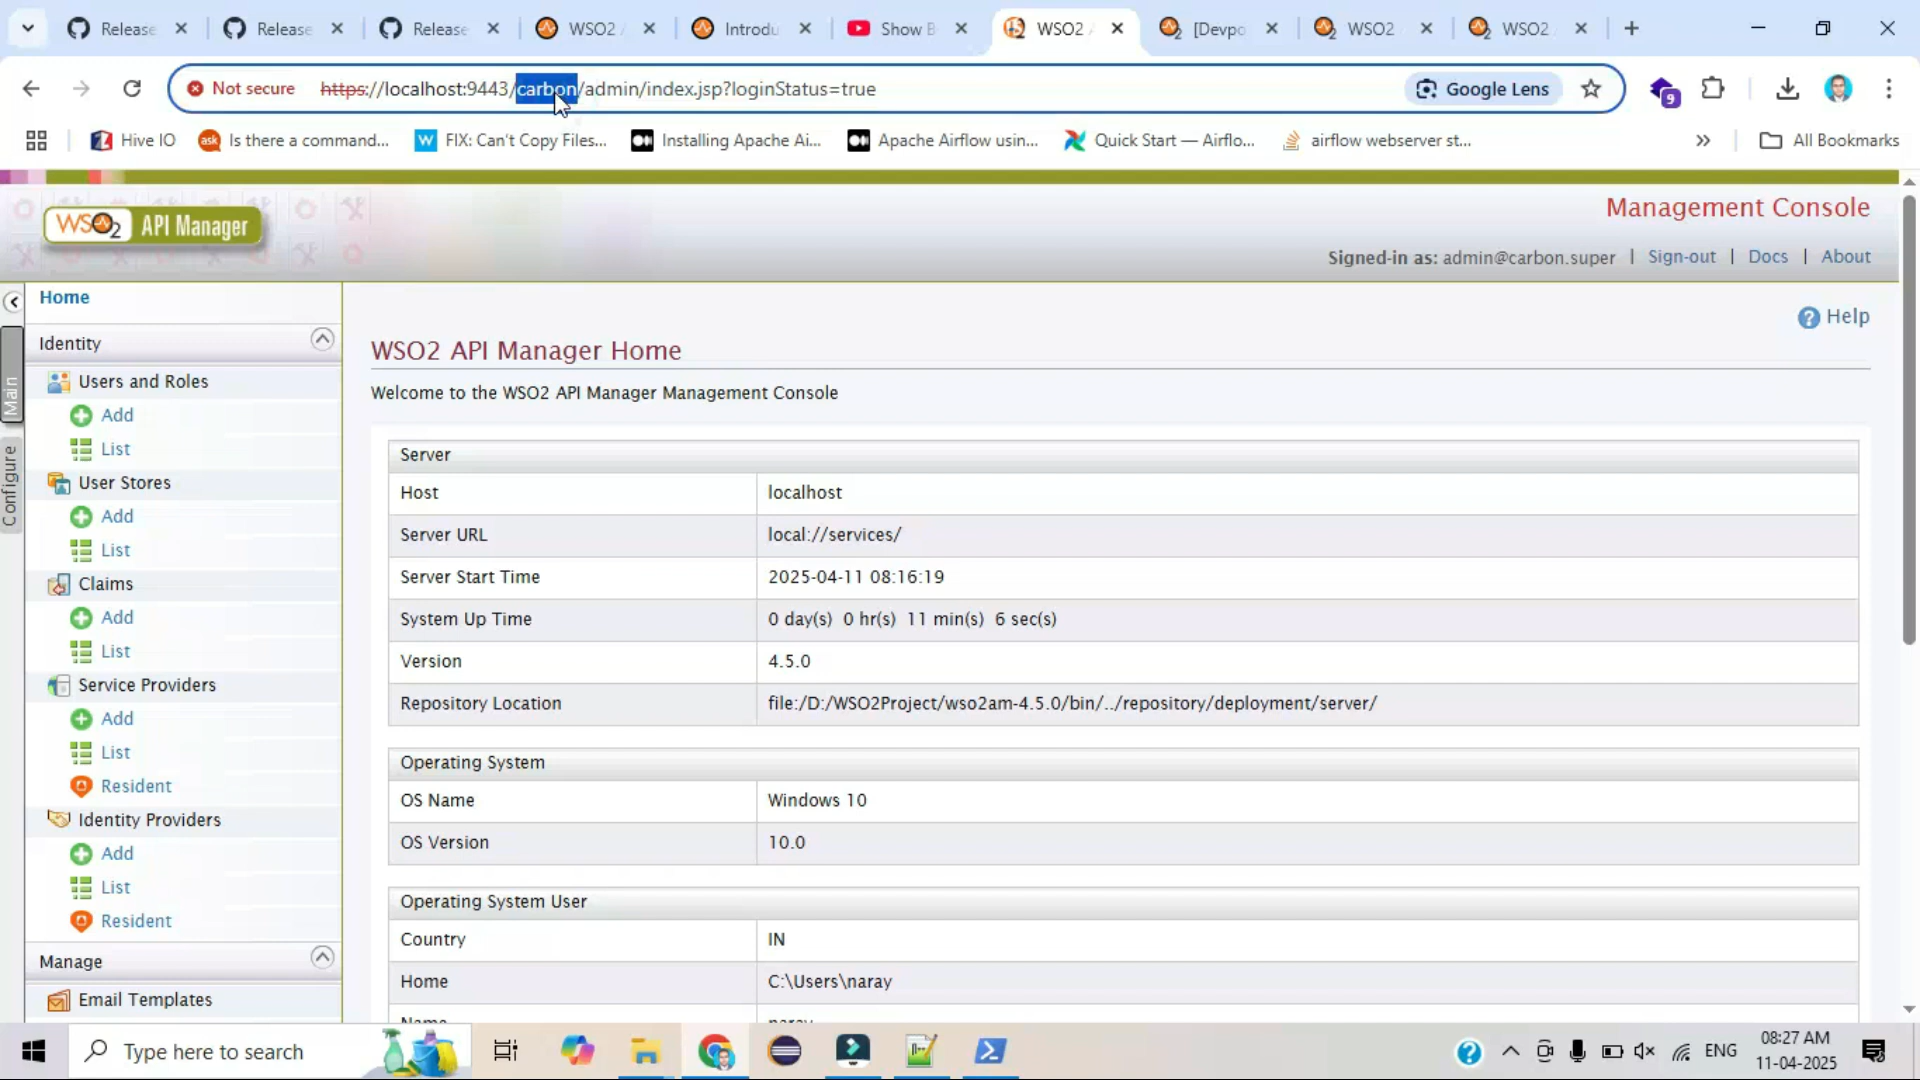 Release
Release
Release
WSO2 /
Introdu
Show B
WSO2 /
[Devpo
WSO2
WSO2
Not secure https://localhost:9443/carbon/admin/index.jsp?loginStatus=true Google Lens
9
Hive IO
ask
Is there a command...
W
FIX: Can't Copy Files...
Installing Apache Ai...
Apache Airflow usin...
Quick Start — Airflo...
airflow webserver st...
All Bookmarks
WSO2 API Manager
Management Console
Signed-in as: admin@carbon.super | Sign-out | Docs | About
Main
Configure
Home
Identity
Users and Roles
Add
List
User Stores
Add
List
Claims
Add
List
Service Providers
Add
List
Resident
Identity Providers
Add
List
Resident
Manage
Email Templates
Help
WSO2 API Manager Home
Welcome to the WSO2 API Manager Management Console
Server
Host localhost
Server URL local://services/
Server Start Time 2025-04-11 08:16:19
System Up Time 0 day(s) 0 hr(s) 11 min(s) 6 sec(s)
Version 4.5.0
Repository Location file:/D:/WSO2Project/wso2am-4.5.0/bin/../repository/deployment/server/
Operating System
OS Name Windows 10
OS Version 10.0
Operating System User
Country IN
Home C:\Users\naray
Name naray
Type here to search
ENG
08:27 AM
11-04-2025